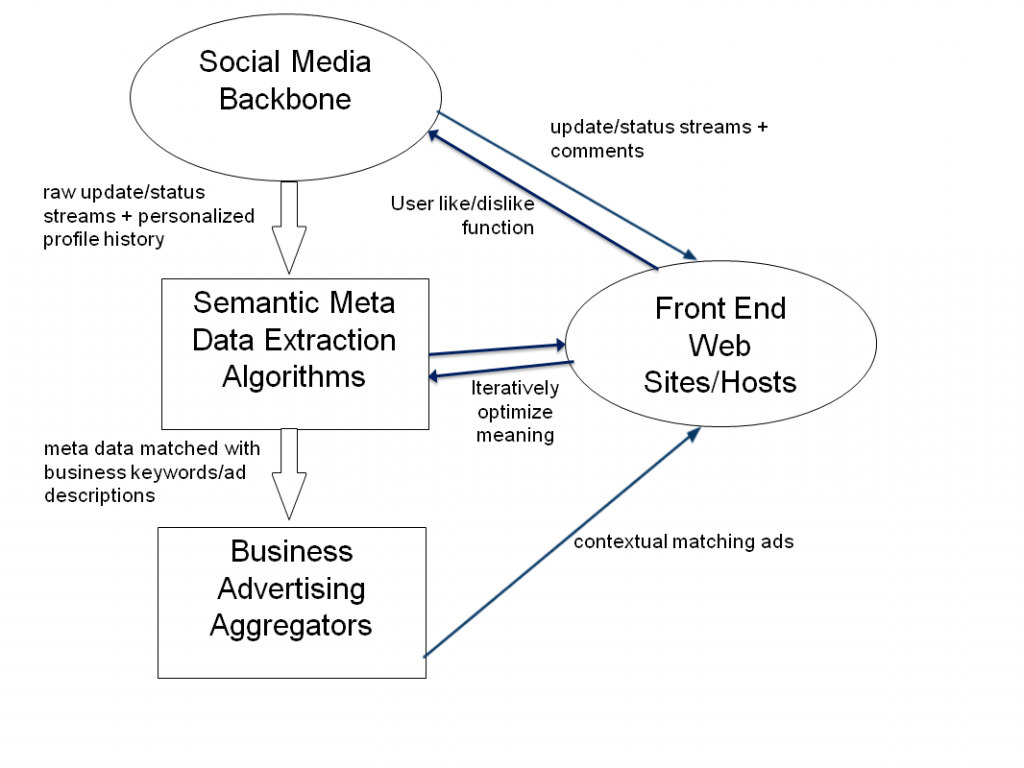 Social Media
Backbone
update/status streams +
comments
raw update/status
streams + personalized
profile history
User like/dislike
function
Semantic Meta
Data Extraction
Algorithms
Front End
Web
Sites/Hosts
Iteratively
optimize
meaning
meta data matched with
business keywords/ad
descriptions
Business
Advertising
Aggregators
contextual matching ads